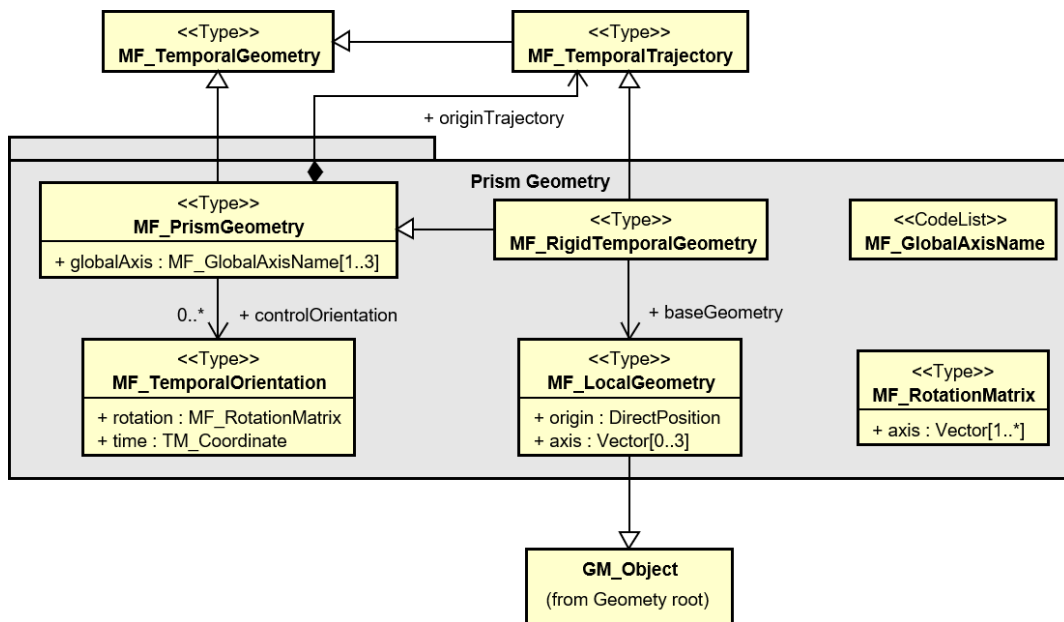 <<Type>>
MF_TemporalGeometry
<<Type>>
MF_TemporalTrajectory
+ originTrajectory
Prism Geometry
<<Type>>
MF_PrismGeometry
+ globalAxis : MF_GlobalAxisName[1..3]
<<Type>>
MF_RigidTemporalGeometry
<<CodeList>>
MF_GlobalAxisName
0..*
+ controlOrientation
+ baseGeometry
<<Type>>
MF_TemporalOrientation
+ rotation : MF_RotationMatrix
+ time : TM_Coordinate
<<Type>>
MF_LocalGeometry
+ origin : DirectPosition
+ axis : Vector[0..3]
<<Type>>
MF_RotationMatrix
+ axis : Vector[1..*]
GM_Object
(from Geomety root)